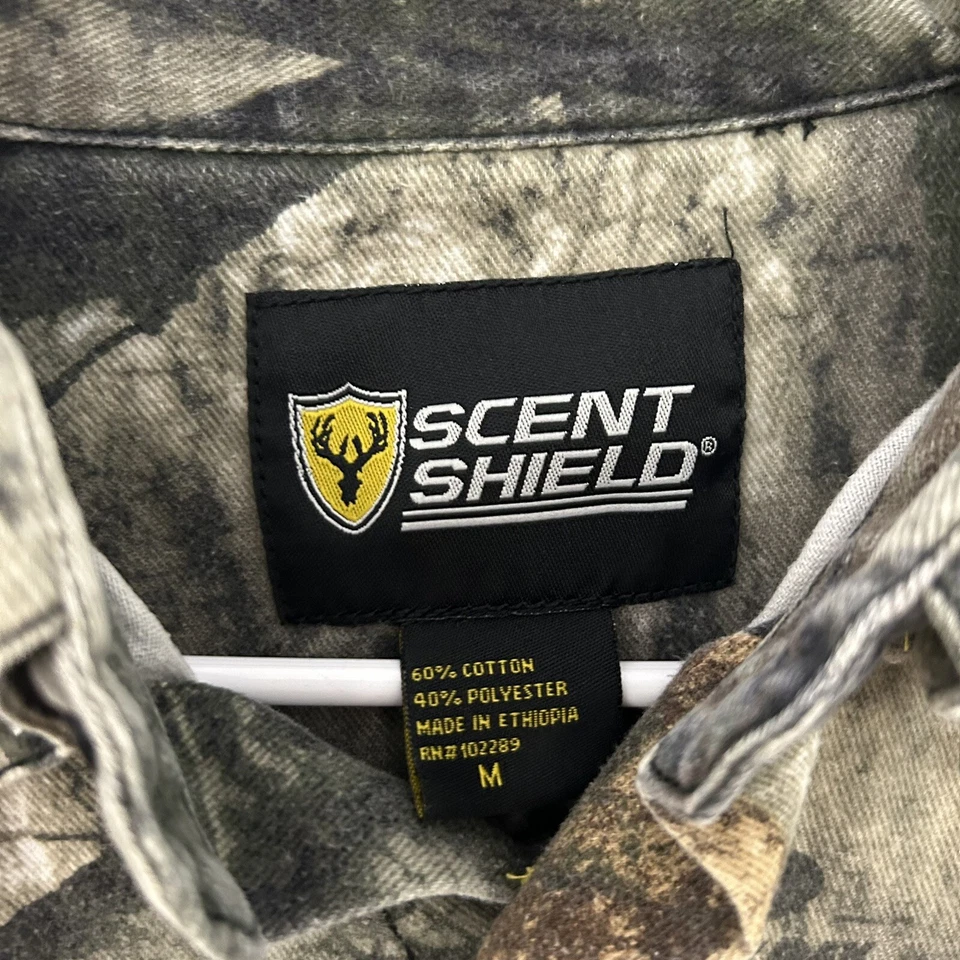 SCENT
SHIELD®
60% COTTON
40% POLYESTER
MADE IN ETHIOPIA
RN# 102289
M